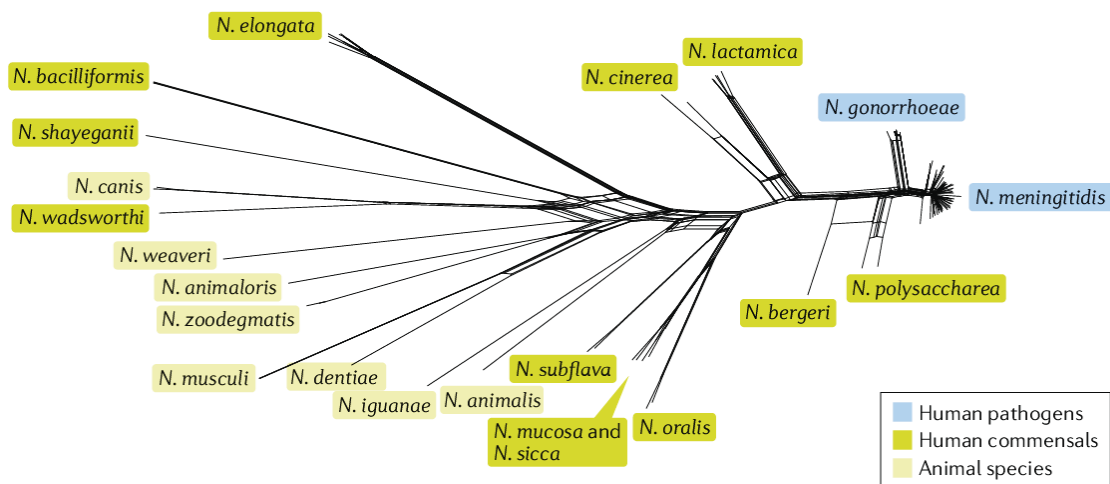 N. elongata
N. lactamica
N. bacilliformis
N. cinerea
N. gonorrhoeae
N. shayeganii
N. canis
N. meningitidis
N. wadsworthi
N. weaveri
N. animaloris
N. polysaccharea
N. bergeri
N. zoodegmatis
N. subflava
N. musculi
N. dentiae
N. iguanae
N. animalis
N. mucosa and
N. sicca
N. oralis
Human pathogens
Human commensals
Animal species